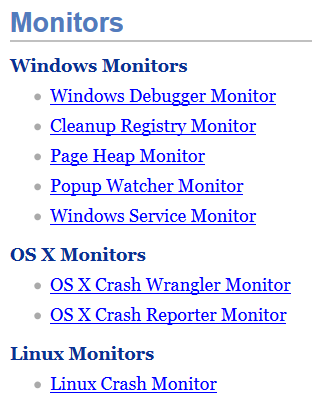 Monitors
Windows Monitors
Windows Debugger Monitor
Cleanup Registry Monitor
Page Heap Monitor
Popup Watcher Monitor
Windows Service Monitor
OS X Monitors
OS X Crash Wrangler Monitor
OS X Crash Reporter Monitor
Linux Monitors
Linux Crash Monitor